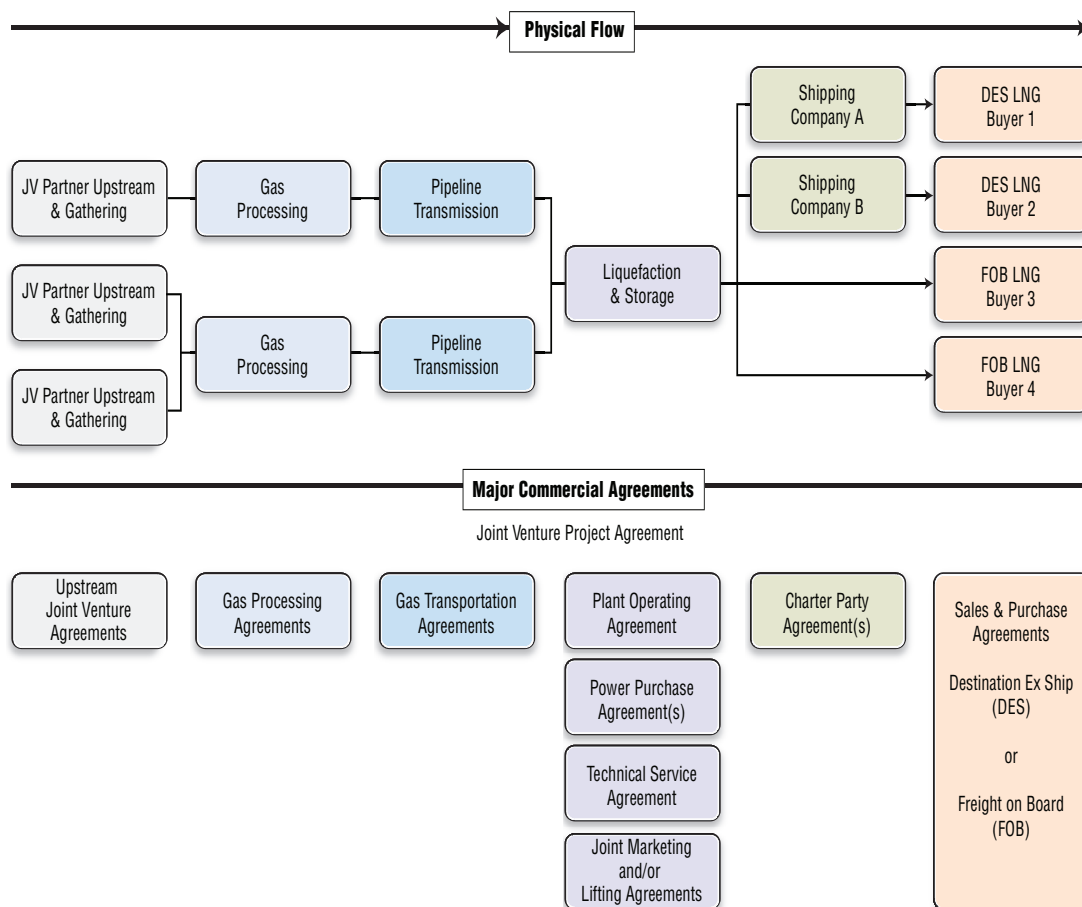 Physical Flow
JV Partner Upstream
& Gathering
Gas
Processing
Pipeline
Transmission
JV Partner Upstream
& Gathering
JV Partner Upstream
& Gathering
Gas
Processing
Pipeline
Transmission
Liquefaction
& Storage
Shipping
Company A
DES LNG
Buyer 1
Shipping
Company B
DES LNG
Buyer 2
FOB LNG
Buyer 3
FOB LNG
Buyer 4
Major Commercial Agreements
Joint Venture Project Agreement
Upstream
Joint Venture
Agreements
Gas Processing
Agreements
Gas Transportation
Agreements
Plant Operating
Agreement
Power Purchase
Agreement(s)
Technical Service
Agreement
Joint Marketing
and/or
Lifting Agreements
Charter Party
Agreement(s)
Sales & Purchase
Agreements
Destination Ex Ship
(DES)
or
Freight on Board
(FOB)